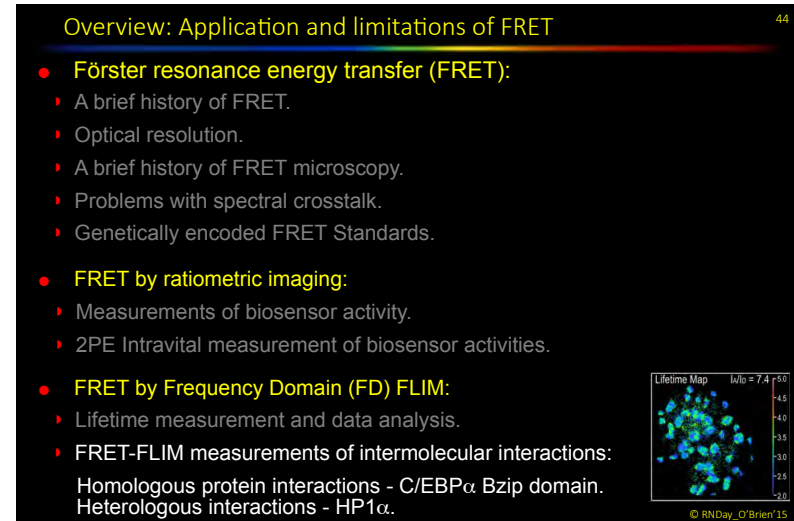 Overview: Application and limitations of FRET
44
Förster resonance energy transfer (FRET):
A brief history of FRET.
Optical resolution.
A brief history of FRET microscopy.
Problems with spectral crosstalk.
Genetically encoded FRET Standards.
FRET by ratiometric imaging:
Measurements of biosensor activity.
2PE Intravital measurement of biosensor activities.
FRET by Frequency Domain (FD) FLIM:
Lifetime measurement and data analysis.
FRET-FLIM measurements of intermolecular interactions:
Homologous protein interactions - C/EBPα Bzip domain.
Heterologous interactions - HP1α.
Lifetime Map IA/ID = 7.4
5.0
4.5
4.0
3.5
3.0
2.5
2.0
© RNDay_O'Brien'15